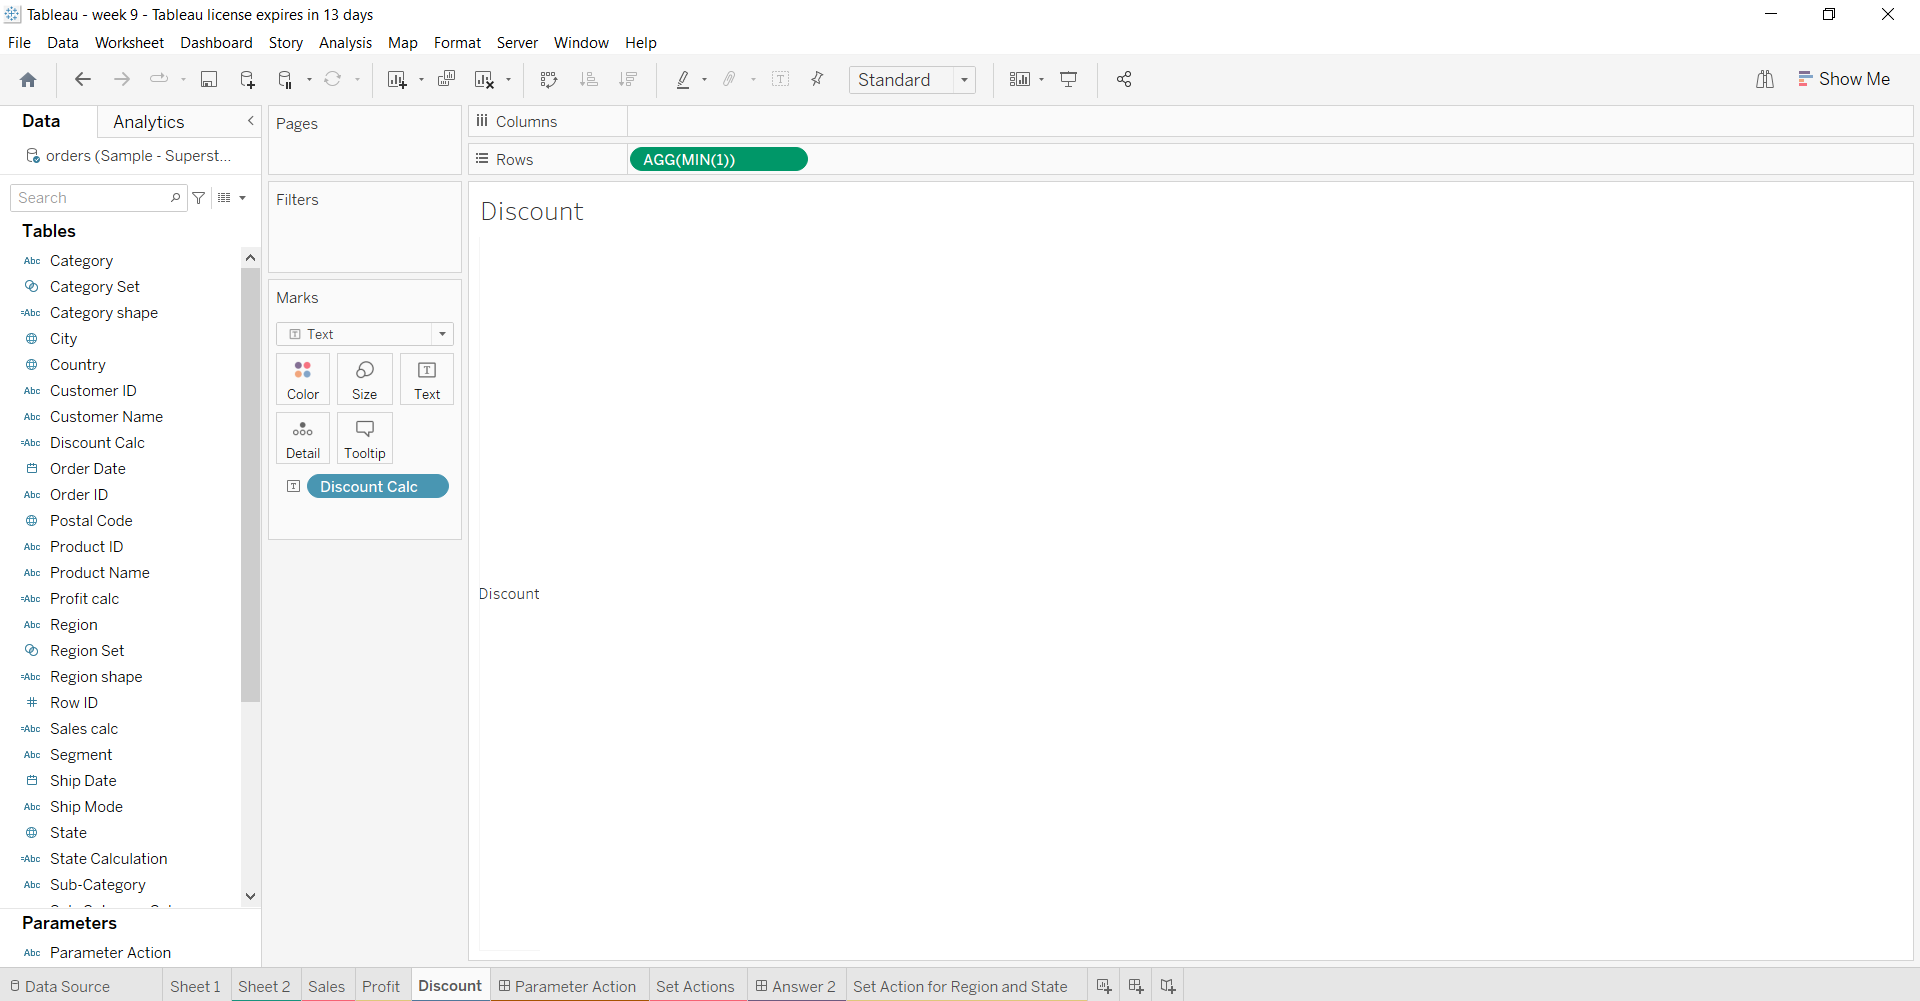 Tableau - week 9 - Tableau license expires in 13 days
File Data Worksheet Dashboard Story Analysis Map Format Server Window Help
Standard
Show Me
Data Analytics
orders (Sample - Superst...
Search
Tables
Abc Category
Category Set
=Abc Category shape
City
Country
Abc Customer ID
Abc Customer Name
=Abc Discount Calc
Order Date
Abc Order ID
Postal Code
Abc Product ID
Abc Product Name
=Abc Profit calc
Abc Region
Region Set
=Abc Region shape
# Row ID
=Abc Sales calc
Abc Segment
Ship Date
Abc Ship Mode
State
=Abc State Calculation
Abc Sub-Category
Parameters
Abc Parameter Action
Pages
Filters
Marks
T Text
Color Size T Text
Detail Tooltip
T Discount Calc
Columns
Rows AGG(MIN(1))
Discount
Discount
Data Source Sheet 1 Sheet 2 Sales Profit Discount Parameter Action Set Actions Answer 2 Set Action for Region and State